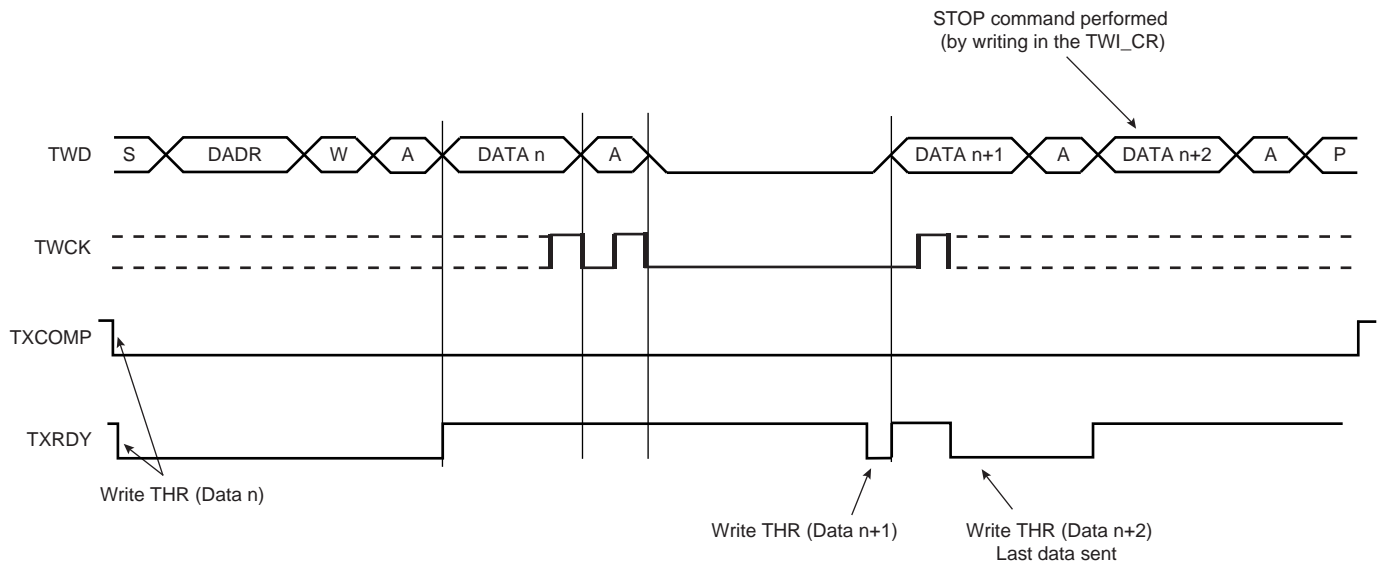 STOP command performed
(by writing in the TWI_CR)
TWD S DADR W A DATA n A DATA n+1 A DATA n+2 A P
TWCK
TXCOMP
TXRDY
Write THR (Data n)
Write THR (Data n+1) Write THR (Data n+2)
Last data sent